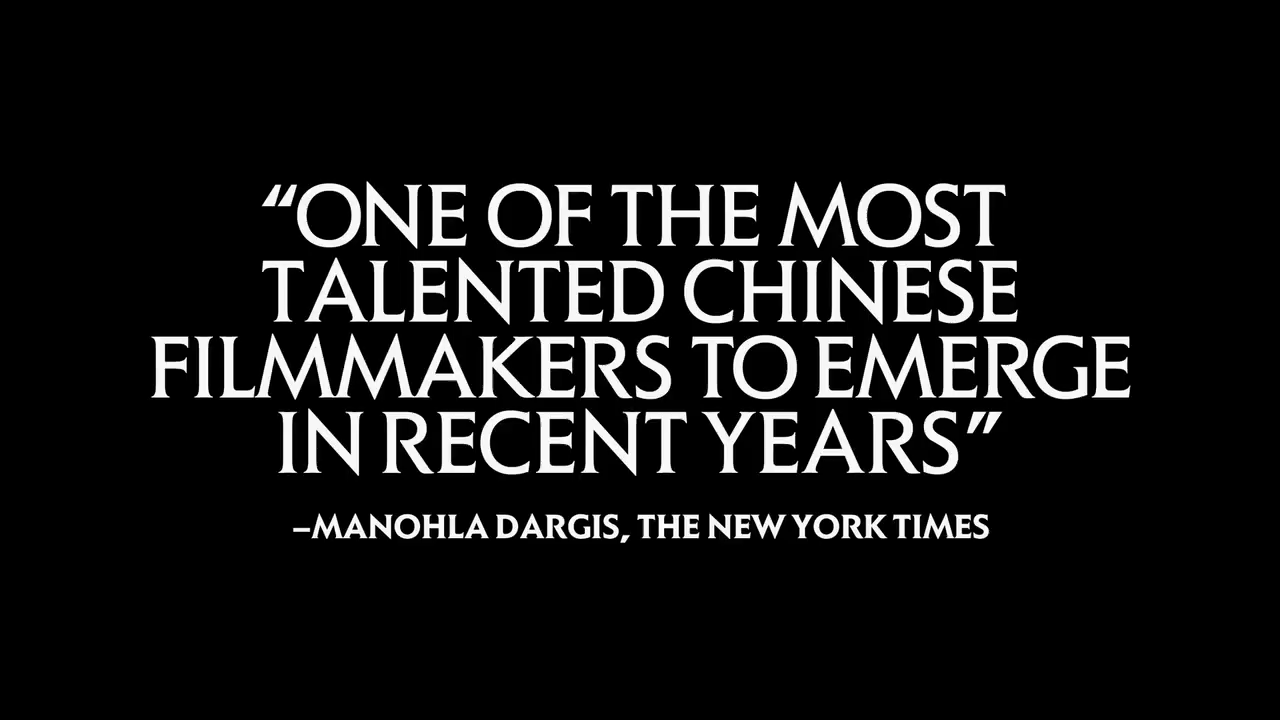 “ONE OF THE MOST
TALENTED CHINESE
FILMMAKERS TO EMERGE
IN RECENT YEARS”
–MANOHLA DARGIS, THE NEW YORK TIMES